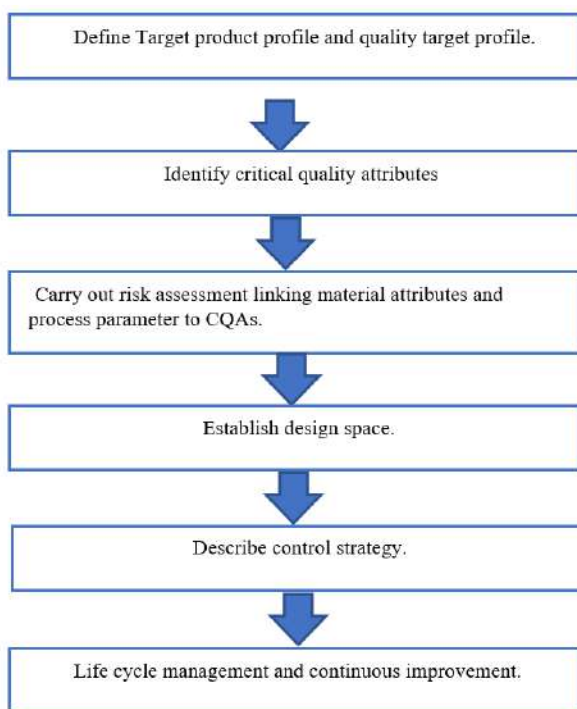 Define Target product profile and quality target profile.
Identify critical quality attributes
Carry out risk assessment linking material attributes and
process parameter to CQAs.
Establish design space.
Describe control strategy.
Life cycle management and continuous improvement.